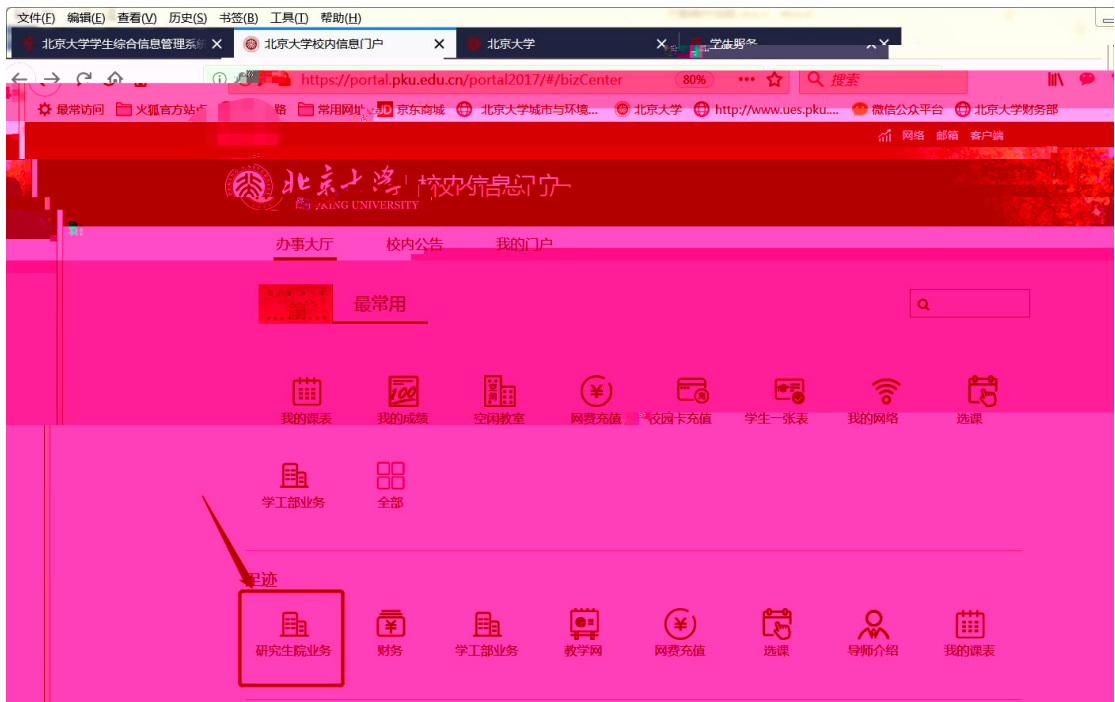 文件(F) 编辑(E) 查看(V) 历史(S) 书签(B) 工具(T) 帮助(H)
北京大学学生综合信息管理系统 × 北京大学校内信息门户 × 北京大学 ×
https://portal.pku.edu.cn/portal2017/#/bizCenter 80% ••• 搜索
最常访问 火狐官方站点 常用网址 JD 京东商城 北京大学城市与环境... 北京大学 http://www.ues.pku.... 微信公众平台 北京大学财务部
网络 邮箱 客户端
北京大学 校内信息门户
UNIVERSITY
办事大厅 校内公告 我的门户
最常用
我的课表 我的成绩 空闲教室 网费充值 校园卡充值 学生一张表 我的网络 选课
学工部业务 全部
足迹
研究生院业务 财务 学工部业务 教学网 网费充值 选课 导师介绍 我的课表